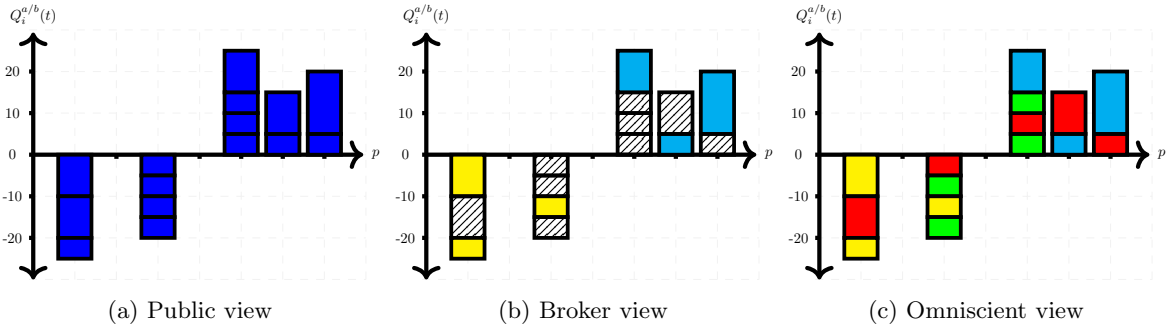 Q_i^{a/b}(t) Q_i^{a/b}(t) Q_i^{a/b}(t)
20 20 20
10 10 10
0 p 0 p 0 p
-10 -10 -10
-20 -20 -20
(a) Public view (b) Broker view (c) Omniscient view